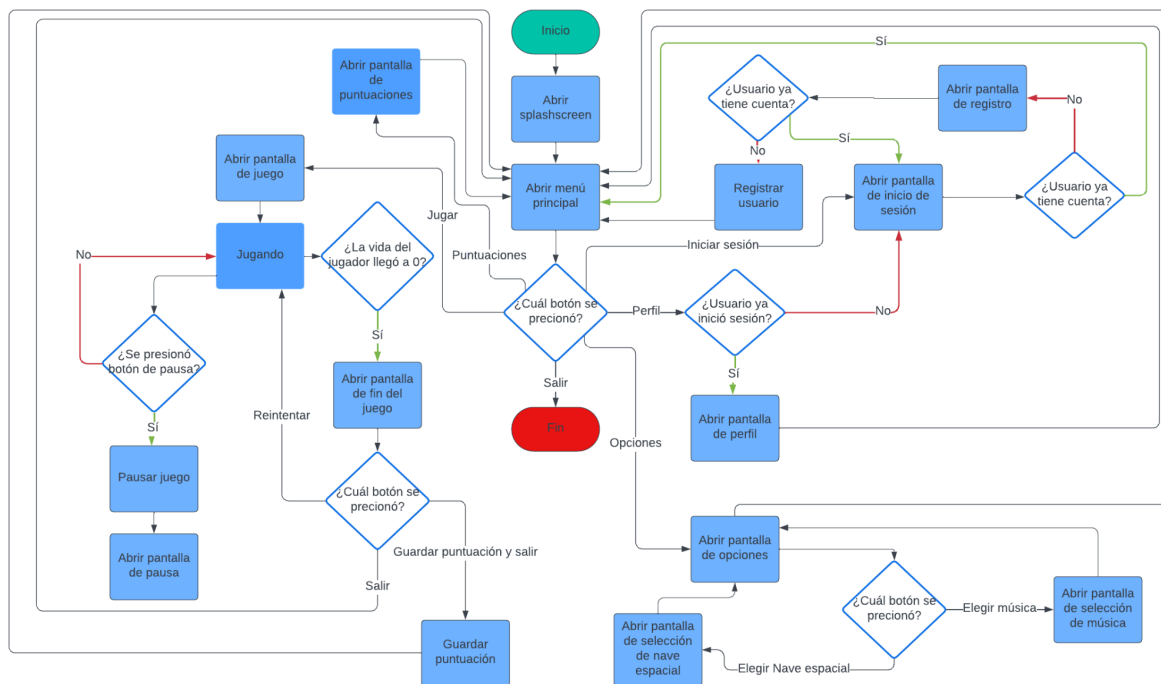 Inicio
Sí
Abrir pantalla
de
puntuaciones
Abrir
splashscreen
¿Usuario ya
tiene cuenta?
Abrir pantalla
de registro
No
Sí
No
Abrir pantalla
de juego
Abrir menú
principal
Registrar
usuario
Abrir pantalla
de inicio de
sesión
¿Usuario ya
tiene cuenta?
Jugar
No
Jugando
¿La vida del
jugador llegó a 0?
Puntuaciones
Iniciar sesión
¿Cuál botón se
precionó?
Perfil
¿Usuario ya
inició sesión?
No
Sí
¿Se presionó
botón de pausa?
Abrir pantalla
de fin del
juego
Salir
Sí
Reintentar
Fin
Abrir pantalla
de perfil
Sí
Opciones
Pausar juego
¿Cuál botón se
precionó?
Guardar puntuación y salir
Abrir pantalla
de pausa
Salir
Abrir pantalla
de opciones
¿Cuál botón se
precionó?
Elegir música
Abrir pantalla
de selección
de música
Guardar
puntuación
Abrir pantalla
de selección
de nave
espacial
Elegir Nave espacial